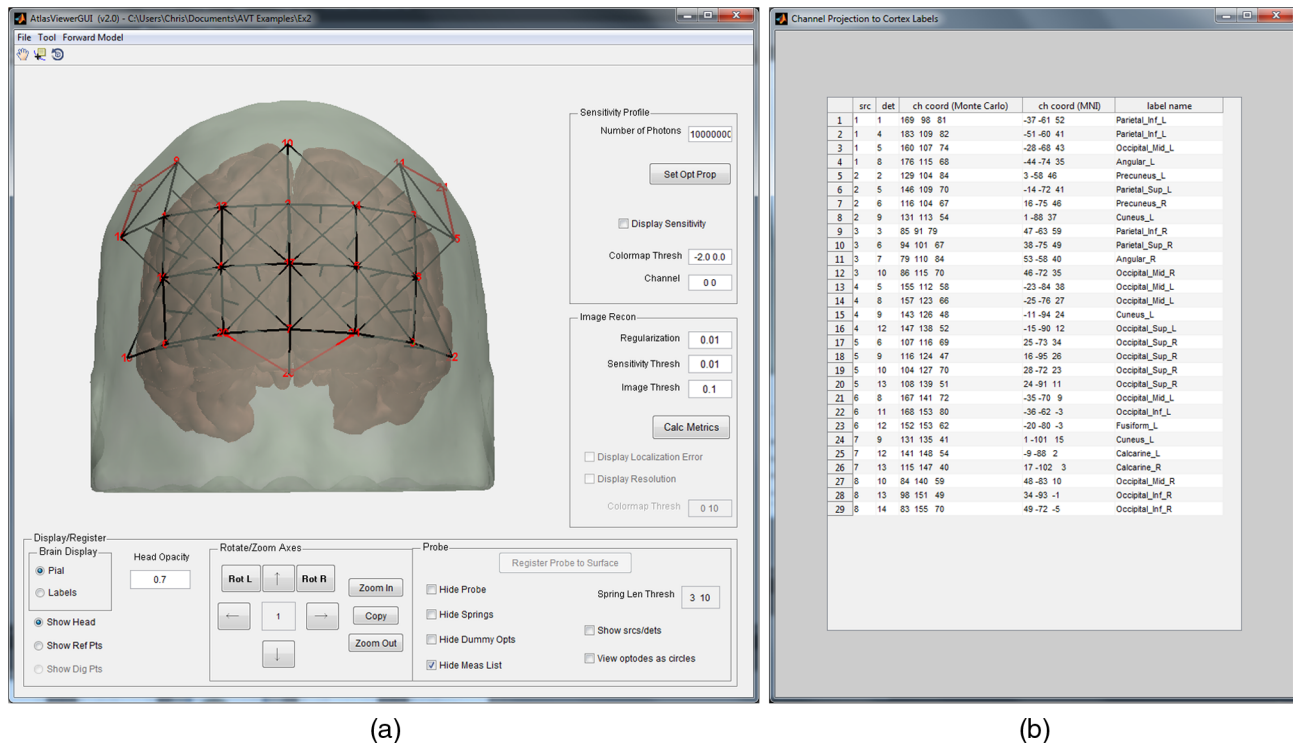 AtlasViewerGUI (v2.0) - C:\Users\Chris\Documents\AVT Examples\Ex2
File Tool Forward Model
Sensitivity Profile
Number of Photons 10000000
Set Opt Prop
Display Sensitivity
Colormap Thresh -2.0 0.0
Channel 0 0
Image Recon
Regularization 0.01
Sensitivity Thresh 0.01
Image Thresh 0.1
Calc Metrics
Display Localization Error
Display Resolution
Colormap Thresh 0 10
10
Display/Register
Brain Display
Pial
Labels
Head Opacity
0.7
Show Head
Show Ref Pts
Show Dig Pts
Rotate/Zoom Axes
Rot L ↑ Rot R
← 1 →
↓
Zoom In
Copy
Zoom Out
Probe
Register Probe to Surface
Hide Probe
Hide Springs
Hide Dummy Opts
Hide Meas List
Spring Len Thresh 3 10
Show srcs/dets
View optodes as circles
(a)
Channel Projection to Cortex Labels
src det ch coord (Monte Carlo) ch coord (MNI) label name
1 1 1 169 98 81 -37 -61 52 Parietal_Inf_L
2 1 4 183 109 82 -51 -60 41 Parietal_Inf_L
3 1 5 160 107 74 -28 -68 43 Occipital_Mid_L
4 1 8 176 115 68 -44 -74 35 Angular_L
5 2 2 129 104 84 3 -58 46 Precuneus_L
6 2 5 146 109 70 -14 -72 41 Parietal_Sup_L
7 2 6 116 104 67 16 -75 46 Precuneus_R
8 2 9 131 113 54 1 -88 37 Cuneus_L
9 3 3 85 91 79 47 -63 59 Parietal_Inf_R
10 3 6 94 101 67 38 -75 49 Parietal_Sup_R
11 3 7 79 110 84 53 -58 40 Angular_R
12 3 10 86 115 70 46 -72 35 Occipital_Mid_R
13 4 5 155 112 58 -23 -84 38 Occipital_Mid_L
14 4 8 157 123 66 -25 -76 27 Occipital_Mid_L
15 4 9 143 126 48 -11 -94 24 Cuneus_L
16 4 12 147 138 52 -15 -90 12 Occipital_Sup_L
17 5 6 107 116 69 25 -73 34 Occipital_Sup_R
18 5 9 116 124 47 16 -95 26 Occipital_Sup_R
19 5 10 104 127 70 28 -72 23 Occipital_Sup_R
20 5 13 108 139 51 24 -91 11 Occipital_Sup_R
21 6 8 167 141 72 -35 -70 9 Occipital_Mid_L
22 6 11 168 153 80 -36 -62 -3 Occipital_Inf_L
23 6 12 152 153 62 -20 -80 -3 Fusiform_L
24 7 9 131 135 41 1 -101 15 Cuneus_L
25 7 12 141 148 54 -9 -88 2 Calcarine_L
26 7 13 115 147 40 17 -102 3 Calcarine_R
27 8 10 84 140 59 48 -83 10 Occipital_Mid_R
28 8 13 98 151 49 34 -93 -1 Occipital_Inf_R
29 8 14 83 155 70 49 -72 -5 Occipital_Inf_R
(b)